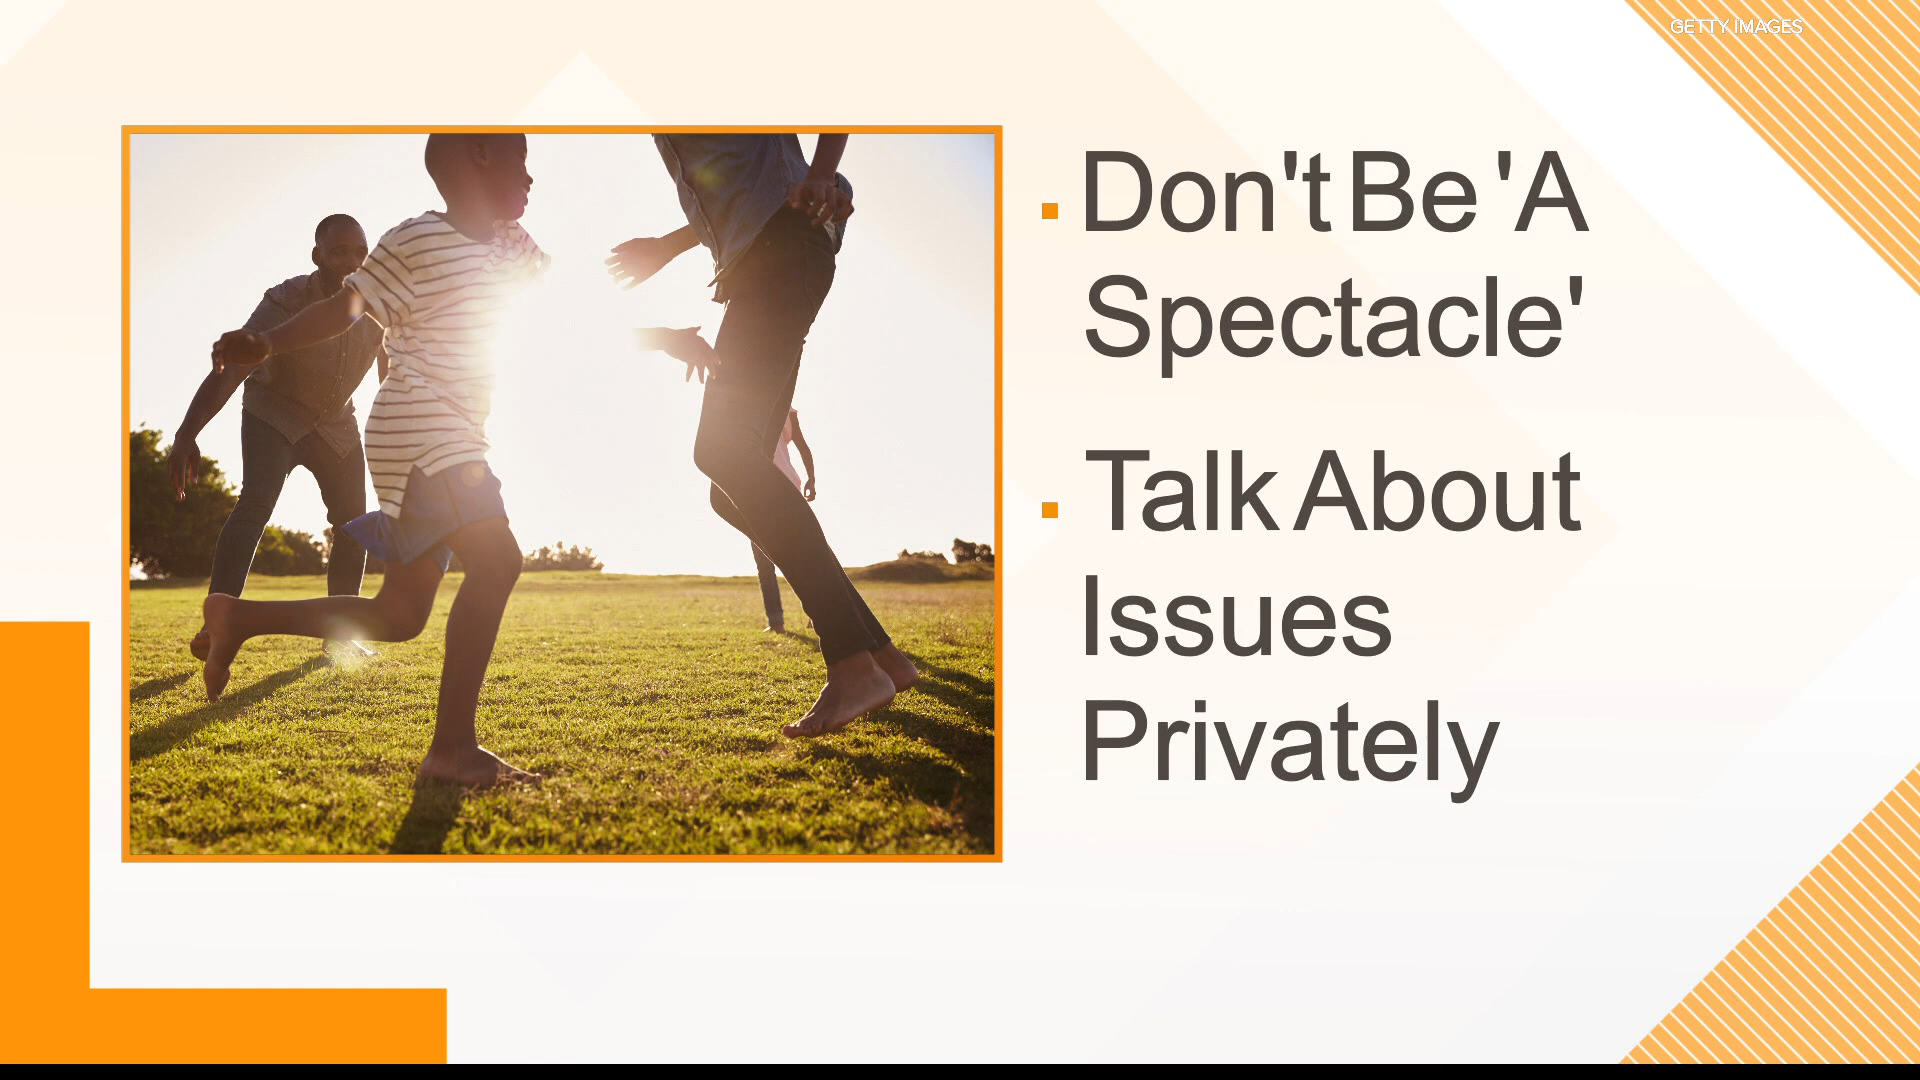 GETTY IMAGES
Don't Be 'A
Spectacle'
Talk About
Issues
Privately